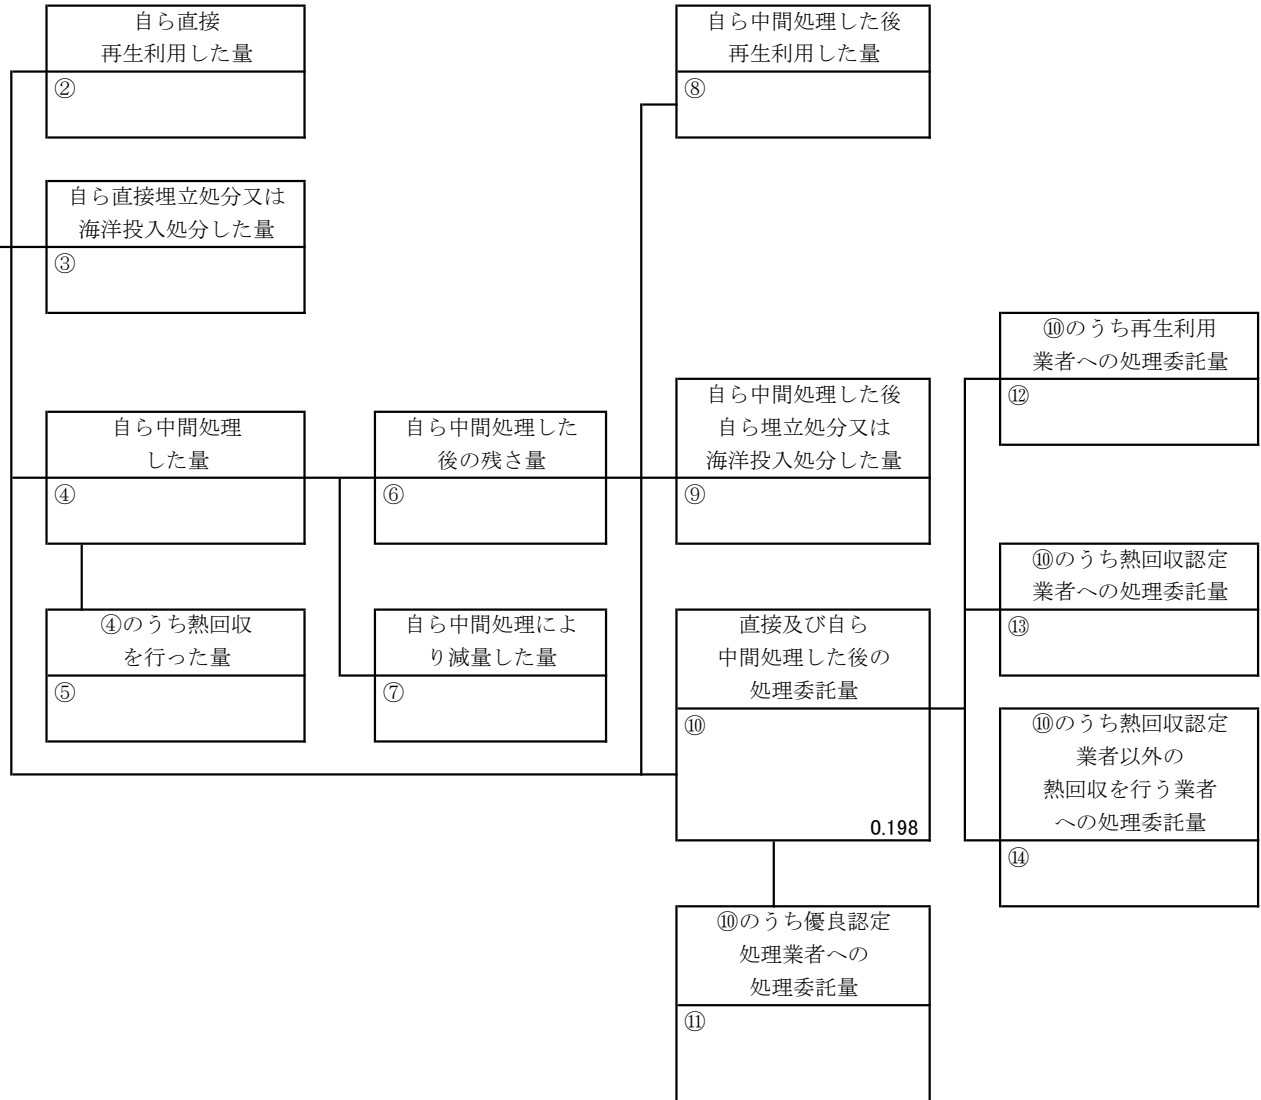 自ら直接
再生利用した量
②
自ら中間処理した後
再生利用した量
⑧
自ら直接埋立処分又は
海洋投入処分した量
③
⑩のうち再生利用
業者への処理委託量
⑫
自ら中間処理
した量
④
自ら中間処理した
後の残さ量
⑥
自ら中間処理した後
自ら埋立処分又は
海洋投入処分した量
⑨
⑩のうち熱回収認定
業者への処理委託量
⑬
④のうち熱回収
を行った量
⑤
自ら中間処理によ
り減量した量
⑦
直接及び自ら
中間処理した後の
処理委託量
⑩
0.198
⑩のうち熱回収認定
業者以外の
熱回収を行う業者
への処理委託量
⑭
⑩のうち優良認定
処理業者への
処理委託量
⑪